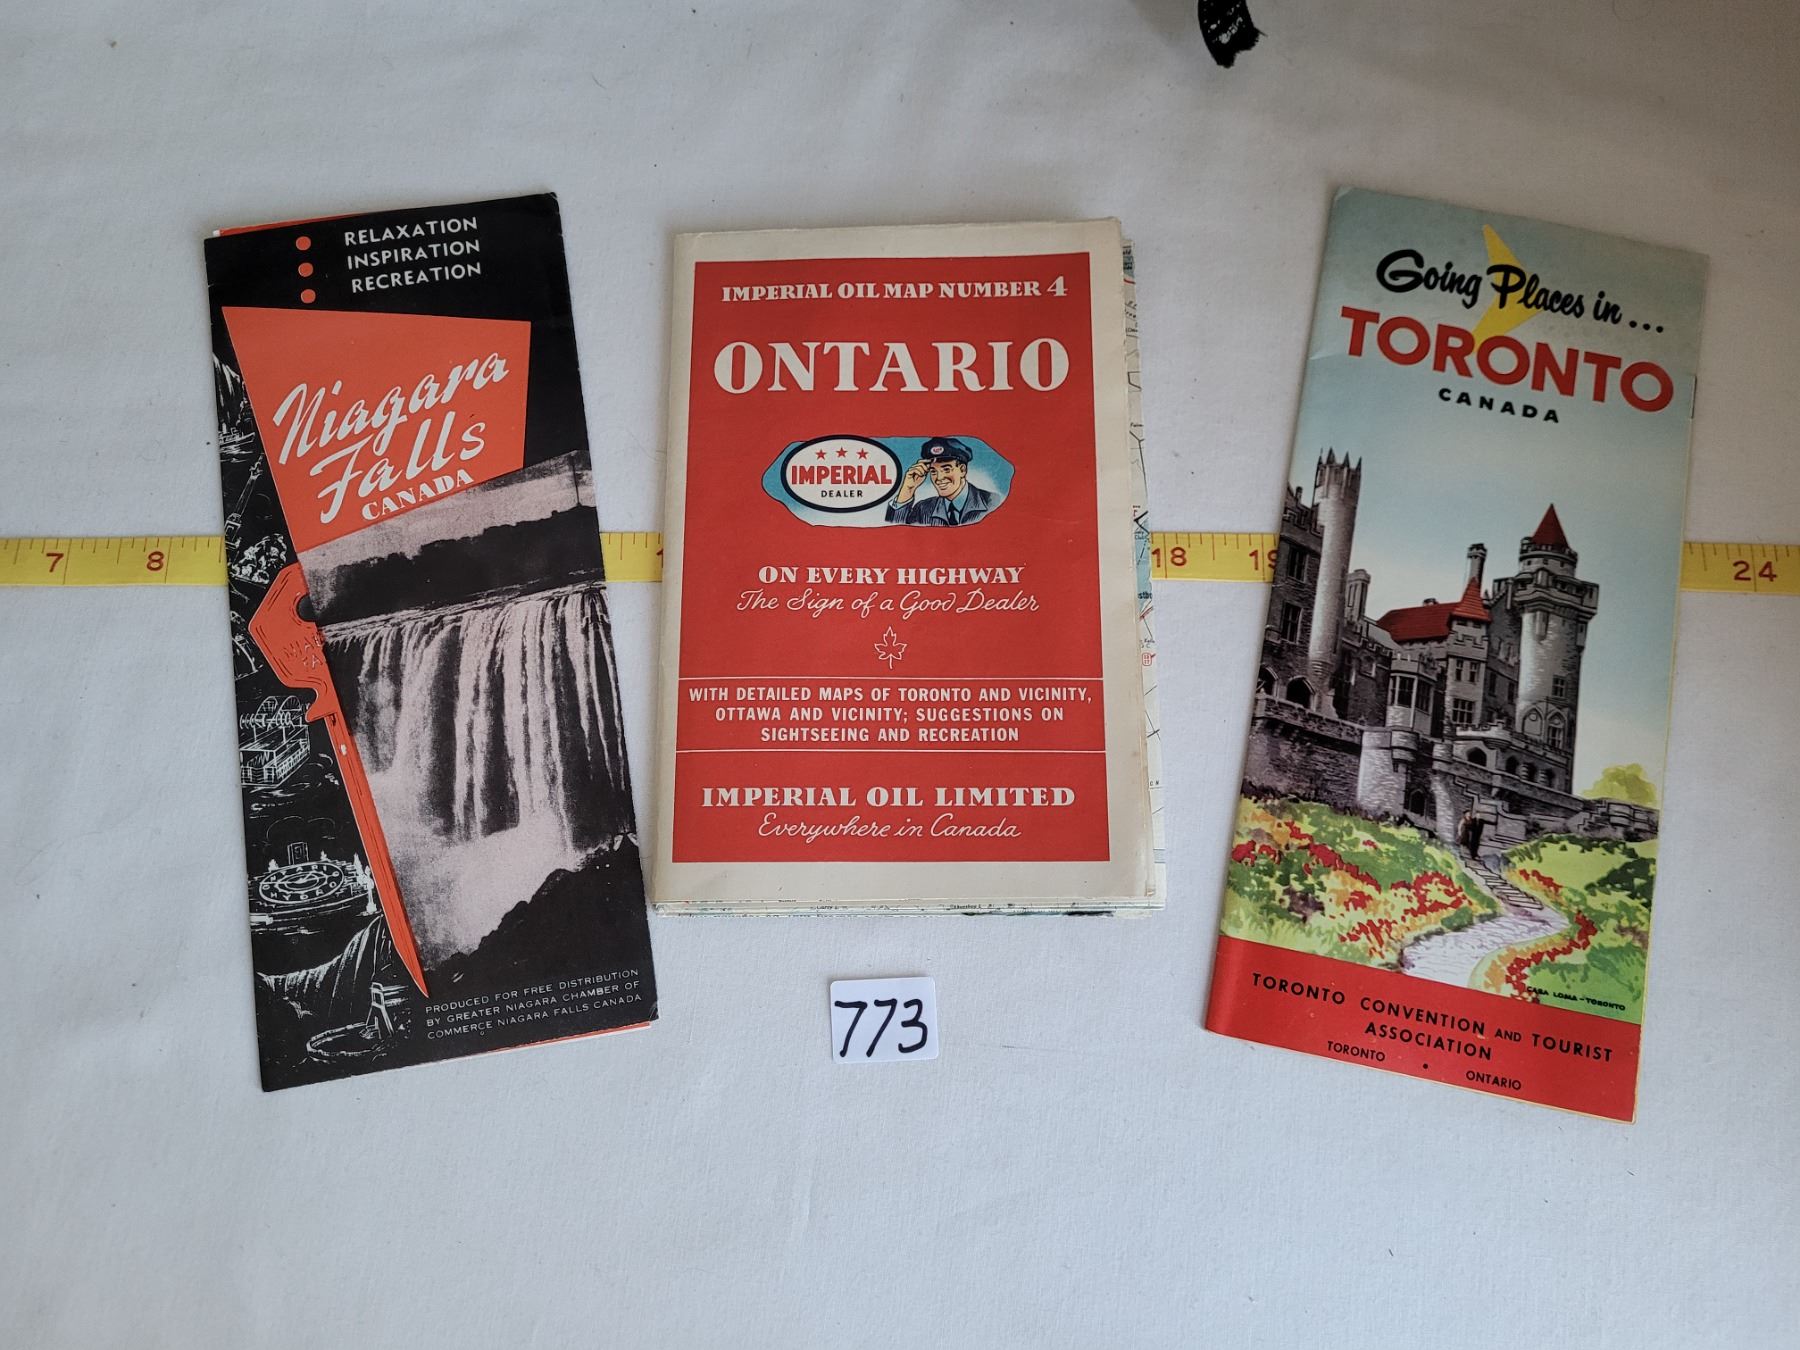 RELAXATION
INSPIRATION
RECREATION
Niagara
Falls
CANADA
PRODUCED FOR FREE DISTRIBUTION
BY GREATER NIAGARA CHAMBER OF
COMMERCE NIAGARA FALLS CANADA
IMPERIAL OIL MAP NUMBER 4
ONTARIO
IMPERIAL
DEALER
ON EVERY HIGHWAY
The Sign of a Good Dealer
WITH DETAILED MAPS OF TORONTO AND VICINITY,
OTTAWA AND VICINITY; SUGGESTIONS ON
SIGHTSEEING AND RECREATION
IMPERIAL OIL LIMITED
Everywhere in Canada
Going Places in...
TORONTO
CANADA
CASA LOMA - TORONTO
TORONTO CONVENTION AND TOURIST
ASSOCIATION
TORONTO • ONTARIO
7 8 18 19 24
773